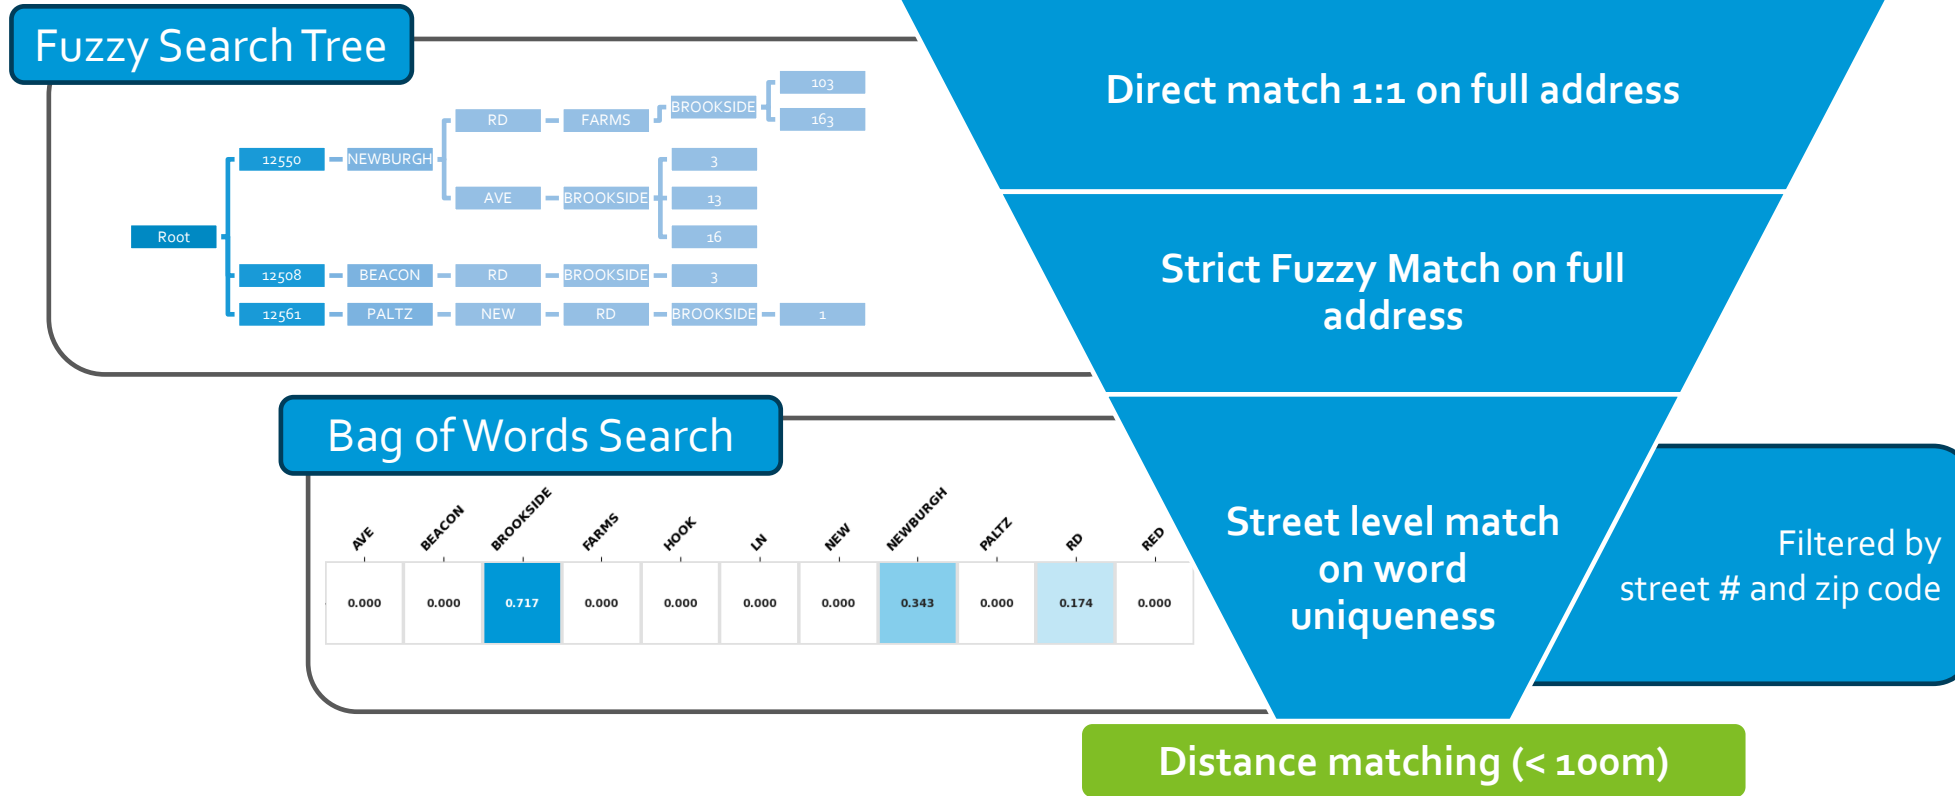 Fuzzy Search Tree
Direct match 1:1 on full address
103
BROOKSIDE
RD
FARMS
163
12550
NEWBURGH
3
AVE
BROOKSIDE
13
Root
16
12508
BEACON
RD
BROOKSIDE
3
12561
PALTZ
NEW
RD
BROOKSIDE
1
Strict Fuzzy Match on full
address
Bag of Words Search
AVE
BEACON
BROOKSIDE
FARMS
HOOK
LN
NEW
NEWBURGH
PALTZ
RD
RED
0.000
0.000
0.717
0.000
0.000
0.000
0.000
0.343
0.000
0.174
0.000
Street level match
on word
uniqueness
Filtered by
street # and zip code
Distance matching (< 100m)